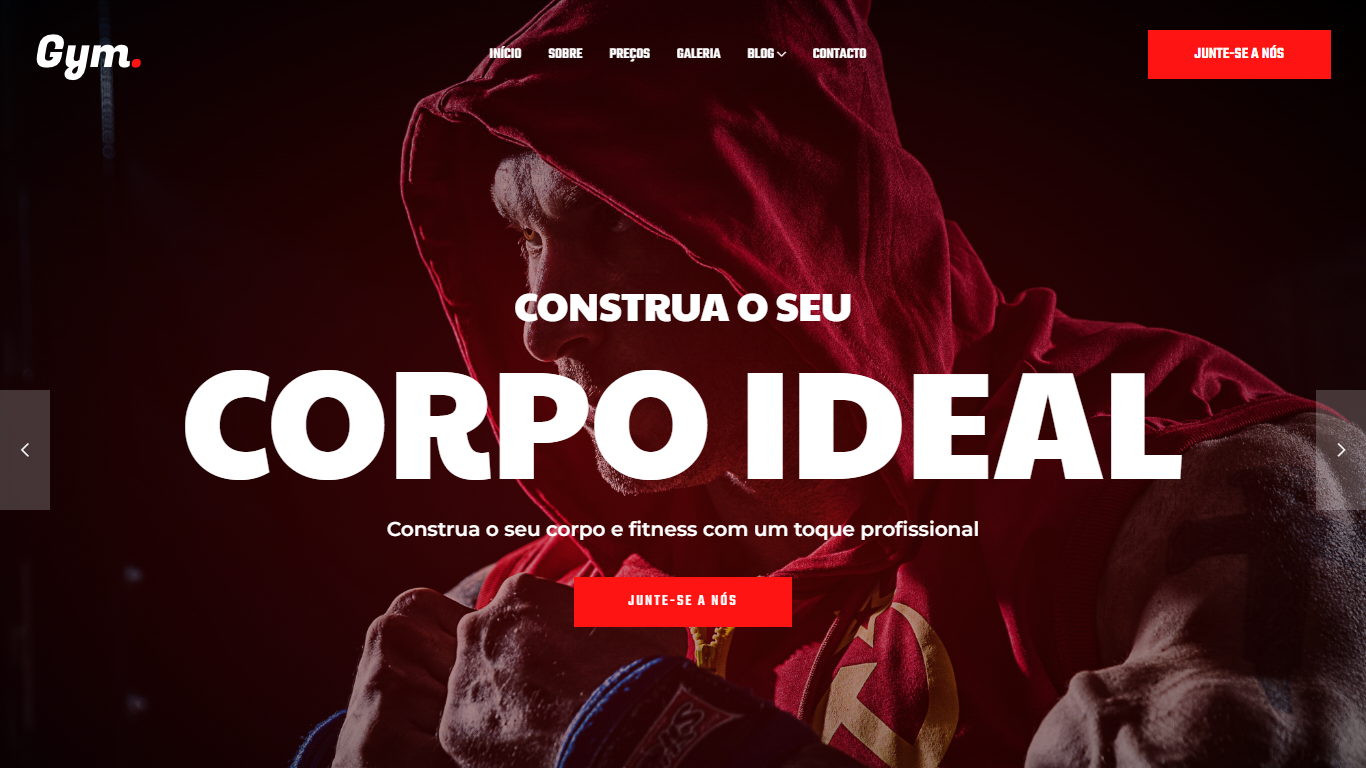 Gym.
INÍCIO
SOBRE
PREÇOS
GALERIA
BLOG
CONTACTO
JUNTE-SE A NÓS
CONSTRUA O SEU
CORPO IDEAL
Construa o seu corpo e fitness com um toque profissional
JUNTE-SE A NÓS